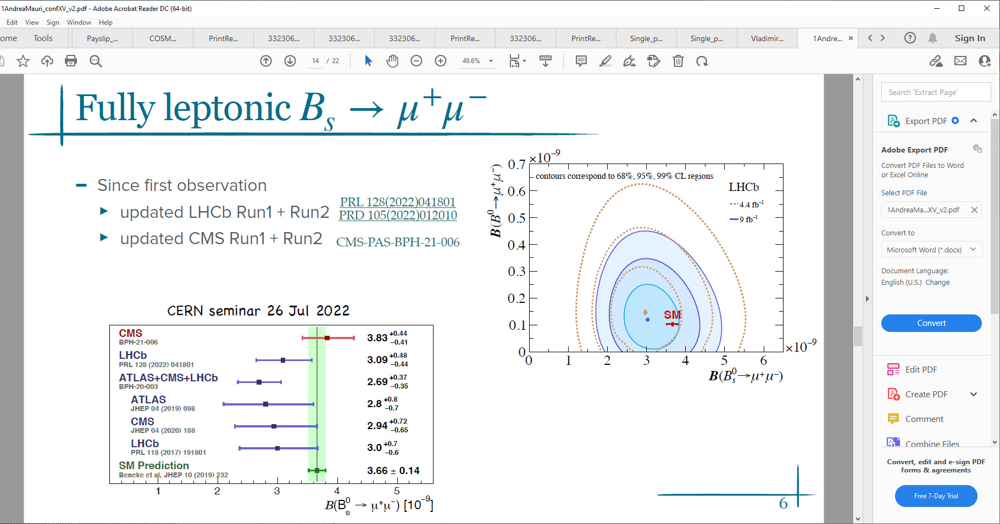 1AndreaMauri_confXV_v2.pdf - Adobe Acrobat Reader DC (64-bit)
Edit View Sign Window Help
ome Tools Payslip_... COSM... PrintRe... 332306... 332306... 332306... PrintRe... 332306... PrintRe... Single_p... Single_p... Vladimir... 1Andre... × Sign In
14 / 22 49.6%
Fully leptonic Bₛ → μ⁺μ⁻
Since first observation
updated LHCb Run1 + Run2
PRL 128(2022)041801
PRD 105(2022)012010
updated CMS Run1 + Run2
CMS-PAS-BPH-21-006
CERN seminar 26 Jul 2022
CMS 3.83 +0.44 −0.41
BPH-21-006
LHCb 3.09 +0.48 −0.44
PRL 128 (2022) 041801
ATLAS+CMS+LHCb 2.69 +0.37 −0.35
BPH-20-003
ATLAS 2.8 +0.8 −0.7
JHEP 04 (2019) 098
CMS 2.94 +0.72 −0.65
JHEP 04 (2020) 188
LHCb 3.0 +0.7 −0.6
PRL 118 (2017) 191801
SM Prediction 3.66 ± 0.14
Beneke et al, JHEP 10 (2019) 232
1 2 3 4 5
B(B⁰ₛ → μ⁺μ⁻) [10⁻⁹]
×10⁻⁹
B(B⁰→μ⁺μ⁻)
0.7
0.6
0.5
0.4
0.3
0.2
0.1
0
contours correspond to 68%, 95%, 99% CL regions
LHCb
4.4 fb⁻¹
9 fb⁻¹
SM
×10⁻⁹
0 1 2 3 4 5 6
B(B⁰ₛ→μ⁺μ⁻)
6
Search 'Extract Page'
Export PDF
Adobe Export PDF
Convert PDF Files to Word
or Excel Online
Select PDF File
1AndreaMa...XV_v2.pdf
Convert to
Microsoft Word (*.docx)
Document Language:
English (U.S.) Change
Convert
Edit PDF
Create PDF
Comment
Combine Files
Convert, edit and e-sign PDF
forms & agreements
Free 7-Day Trial